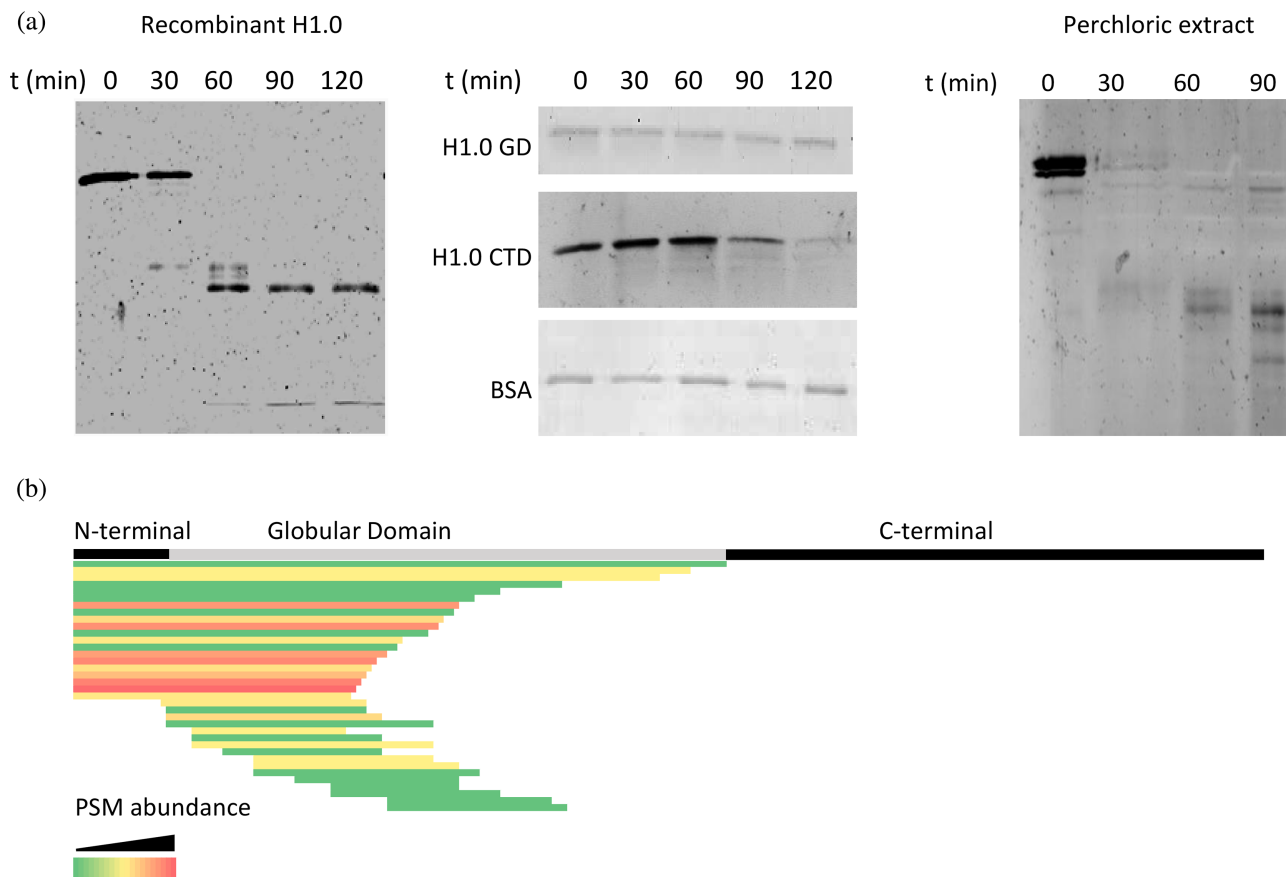 (a)
Recombinant H1.0
t (min) 0 30 60 90 120
t (min) 0 30 60 90 120
H1.0 GD
H1.0 CTD
BSA
Perchloric extract
t (min) 0 30 60 90
(b)
N-terminal Globular Domain C-terminal
PSM abundance